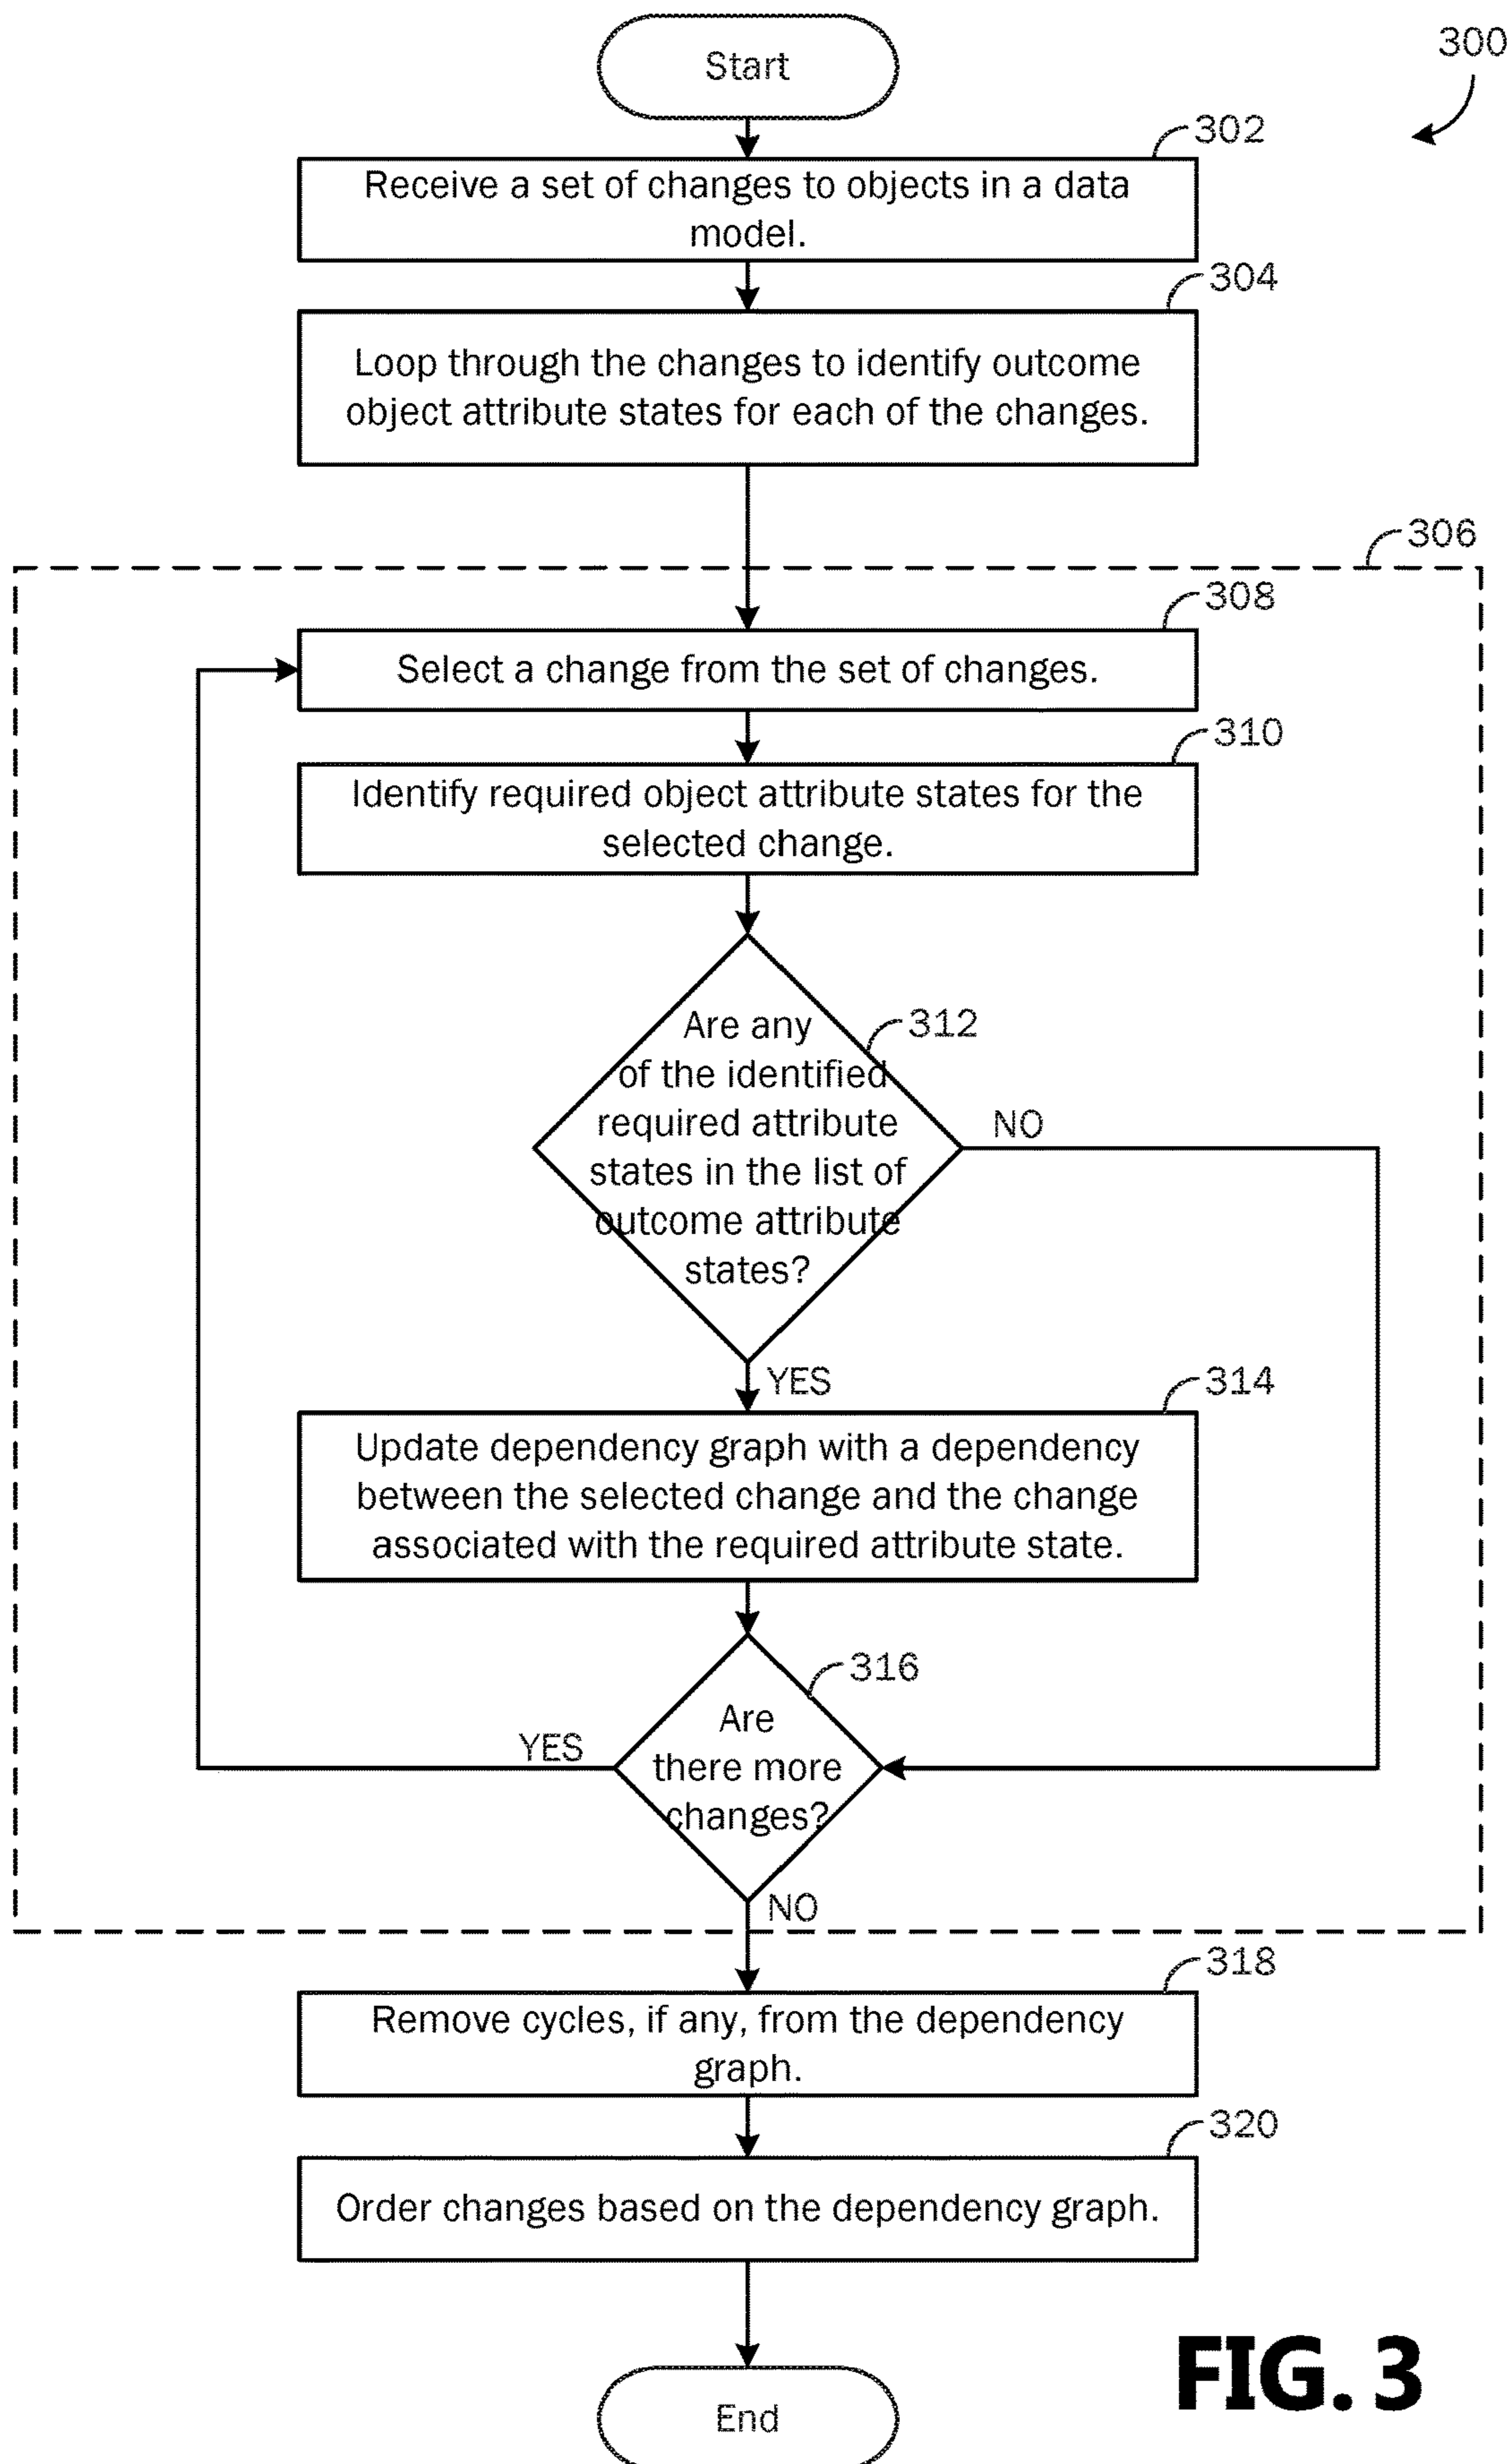 Start
300
302
Receive a set of changes to objects in a data
model.
304
Loop through the changes to identify outcome
object attribute states for each of the changes.
306
308
Select a change from the set of changes.
310
Identify required object attribute states for the
selected change.
312
Are any
of the identified
required attribute
states in the list of
outcome attribute
states?
NO
YES
314
Update dependency graph with a dependency
between the selected change and the change
associated with the required attribute state.
316
Are
there more
changes?
YES
NO
318
Remove cycles, if any, from the dependency
graph.
320
Order changes based on the dependency graph.
End
FIG. 3